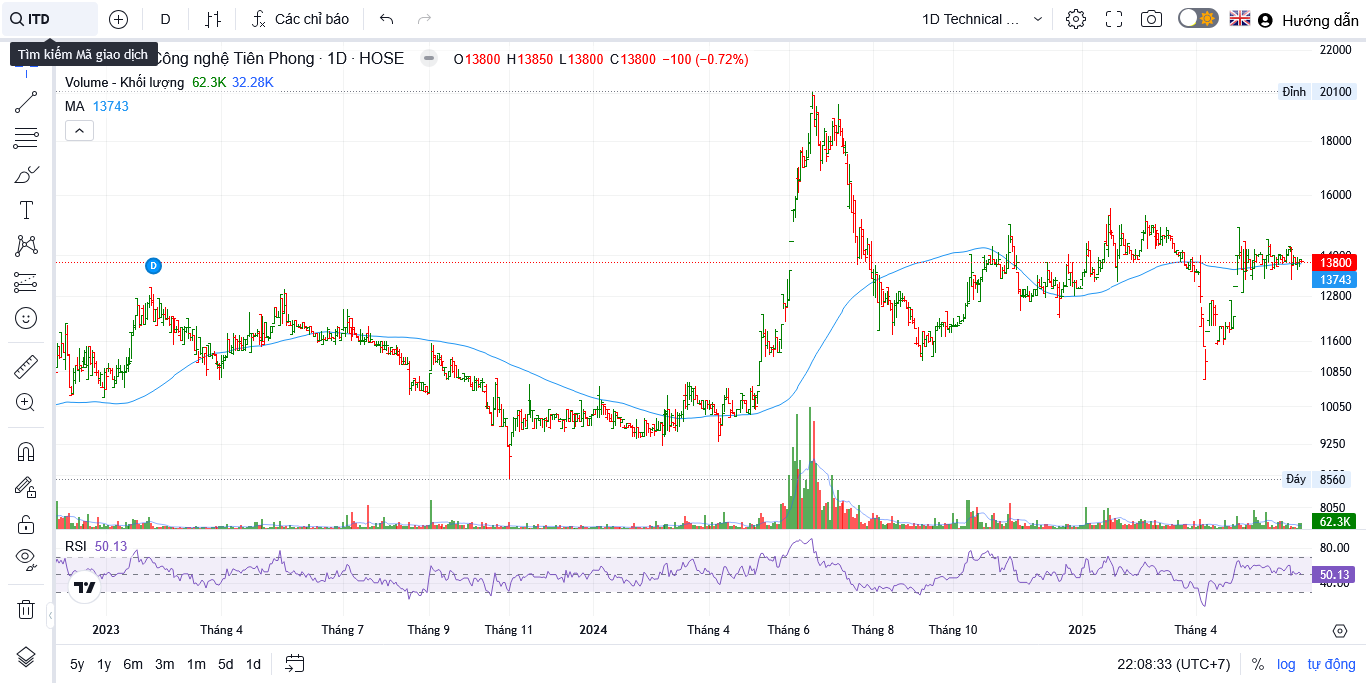 ITD D Các chỉ báo 1D Technical ... Hướng dẫn
Tìm kiếm Mã giao dịch
Công nghệ Tiên Phong · 1D · HOSE O13800 H13850 L13800 C13800 −100 (−0.72%)
Volume - Khối lượng 62.3K 32.28K
MA 13743
22000
Đỉnh 20100
18000
16000
D
13800
13743
12800
11600
10850
10050
9250
Đáy 8560
8050
62.3K
RSI 50.13
80.00
50.13
40.00
2023 Tháng 4 Tháng 7 Tháng 9 Tháng 11 2024 Tháng 4 Tháng 6 Tháng 8 Tháng 10 2025 Tháng 4
5y 1y 6m 3m 1m 5d 1d 22:08:33 (UTC+7) % log tự động